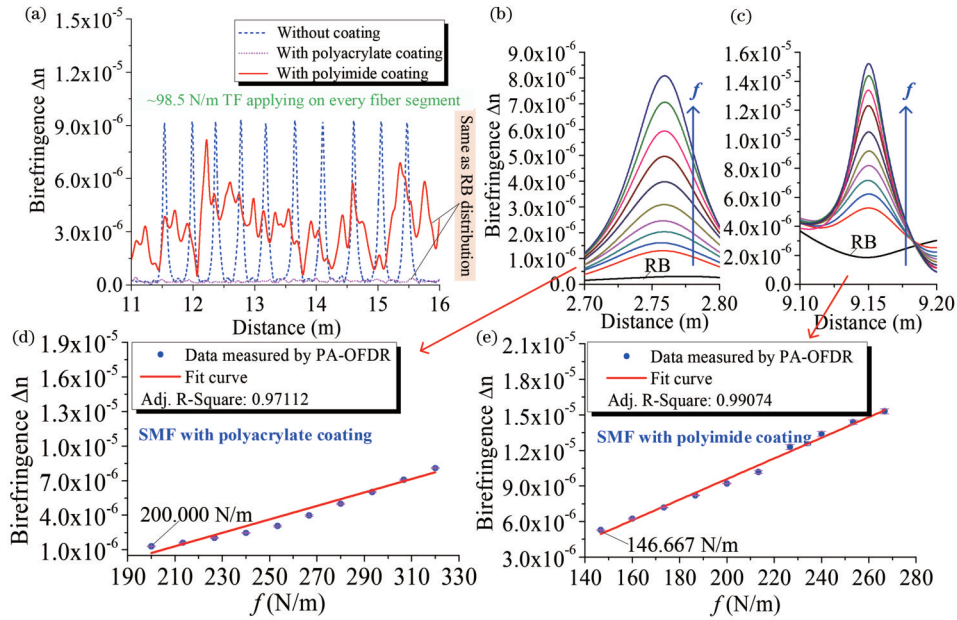 (a)
1.5x10⁻⁵
1.2x10⁻⁵
9.0x10⁻⁶
6.0x10⁻⁶
3.0x10⁻⁶
0.0
Birefringence Δn
Without coating
With polyacrylate coating
With polyimide coating
~98.5 N/m TF applying on every fiber segment
Same as RB
distribution
11 12 13 14 15 16
Distance (m)
(b)
9.0x10⁻⁶
8.0x10⁻⁶
7.0x10⁻⁶
6.0x10⁻⁶
5.0x10⁻⁶
4.0x10⁻⁶
3.0x10⁻⁶
2.0x10⁻⁶
1.0x10⁻⁶
0.0
Birefringence Δn
f
RB
2.70 2.75 2.80
Distance (m)
(c)
1.6x10⁻⁵
1.4x10⁻⁵
1.2x10⁻⁵
1.0x10⁻⁵
8.0x10⁻⁶
6.0x10⁻⁶
4.0x10⁻⁶
2.0x10⁻⁶
0.0
Birefringence Δn
f
RB
9.10 9.15 9.20
Distance (m)
(d)
1.9x10⁻⁵
1.6x10⁻⁵
1.3x10⁻⁵
1.0x10⁻⁵
7.0x10⁻⁶
4.0x10⁻⁶
1.0x10⁻⁶
Birefringence Δn
Data measured by PA-OFDR
Fit curve
Adj. R-Square: 0.97112
SMF with polyacrylate coating
200.000 N/m
190 210 230 250 270 290 310 330
f (N/m)
(e)
2.1x10⁻⁵
1.8x10⁻⁵
1.5x10⁻⁵
1.2x10⁻⁵
9.0x10⁻⁶
6.0x10⁻⁶
3.0x10⁻⁶
Birefringence Δn
Data measured by PA-OFDR
Fit curve
Adj. R-Square: 0.99074
SMF with polyimide coating
146.667 N/m
140 160 180 200 220 240 260 280
f (N/m)